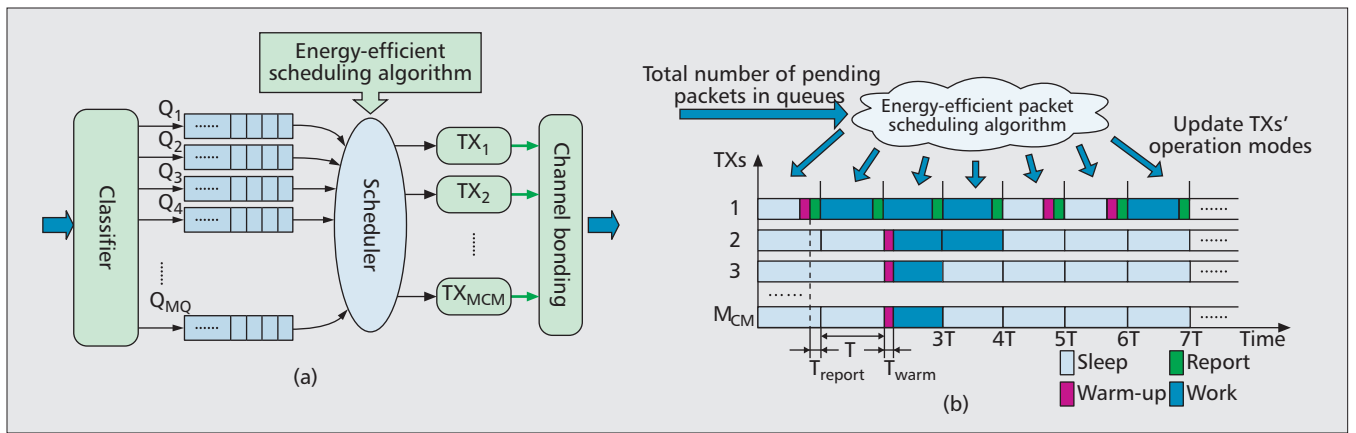 Energy-efficient
scheduling algorithm
Classifier
Q1
......
Q2
......
Q3
......
Q4
......
......
QMQ
......
Scheduler
TX1
TX2
......
TXMCM
Channel bonding
(a)
Total number of pending
packets in queues
Energy-efficient packet
scheduling algorithm
Update TXs'
operation modes
TXs
1
......
2
......
3
......
......
MCM
......
3T 4T 5T 6T 7T Time
T
Treport
Twarm
Sleep
Report
Warm-up
Work
(b)